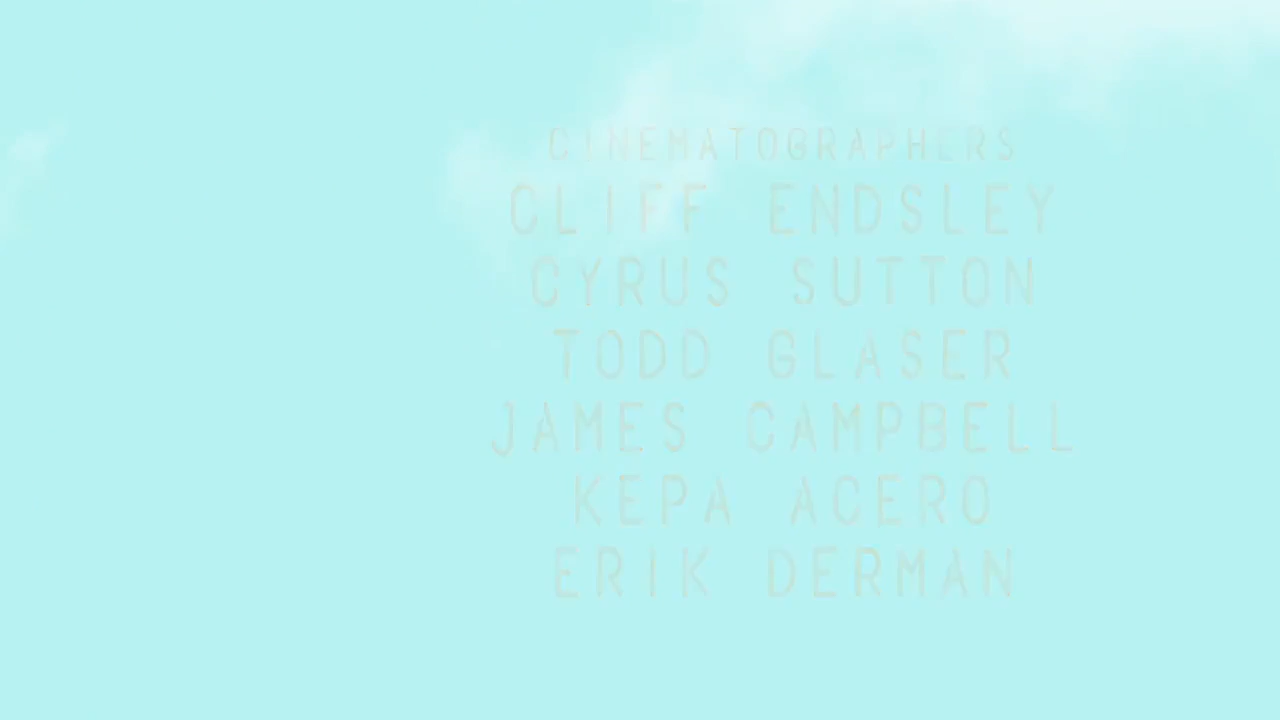 CINEMATOGRAPHERS
CLIFF ENDSLEY
CYRUS SUTTON
TODD GLASER
JAMES CAMPBELL
KEPA ACERO
ERIK DERMAN